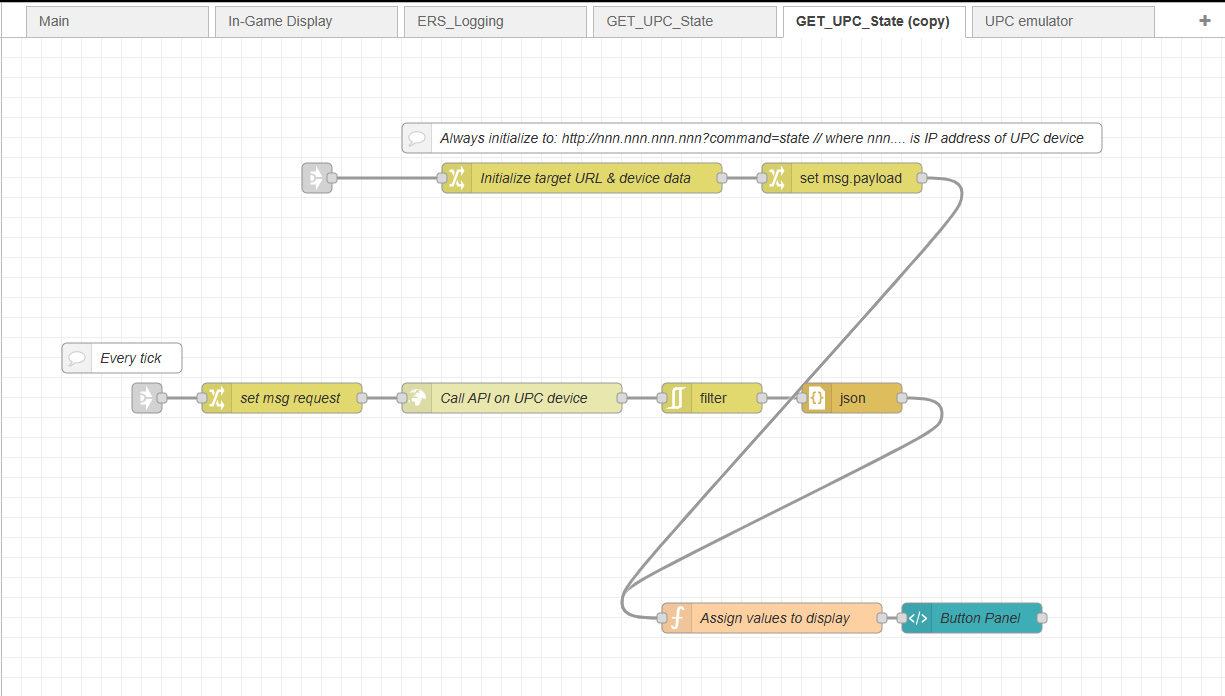 Main
In-Game Display
ERS_Logging
GET_UPC_State
GET_UPC_State (copy)
UPC emulator
Always initialize to: http://nnn.nnn.nnn.nnn?command=state // where nnn.... is IP address of UPC device
Initialize target URL & device data
set msg.payload
Every tick
set msg request
Call API on UPC device
filter
json
Assign values to display
Button Panel